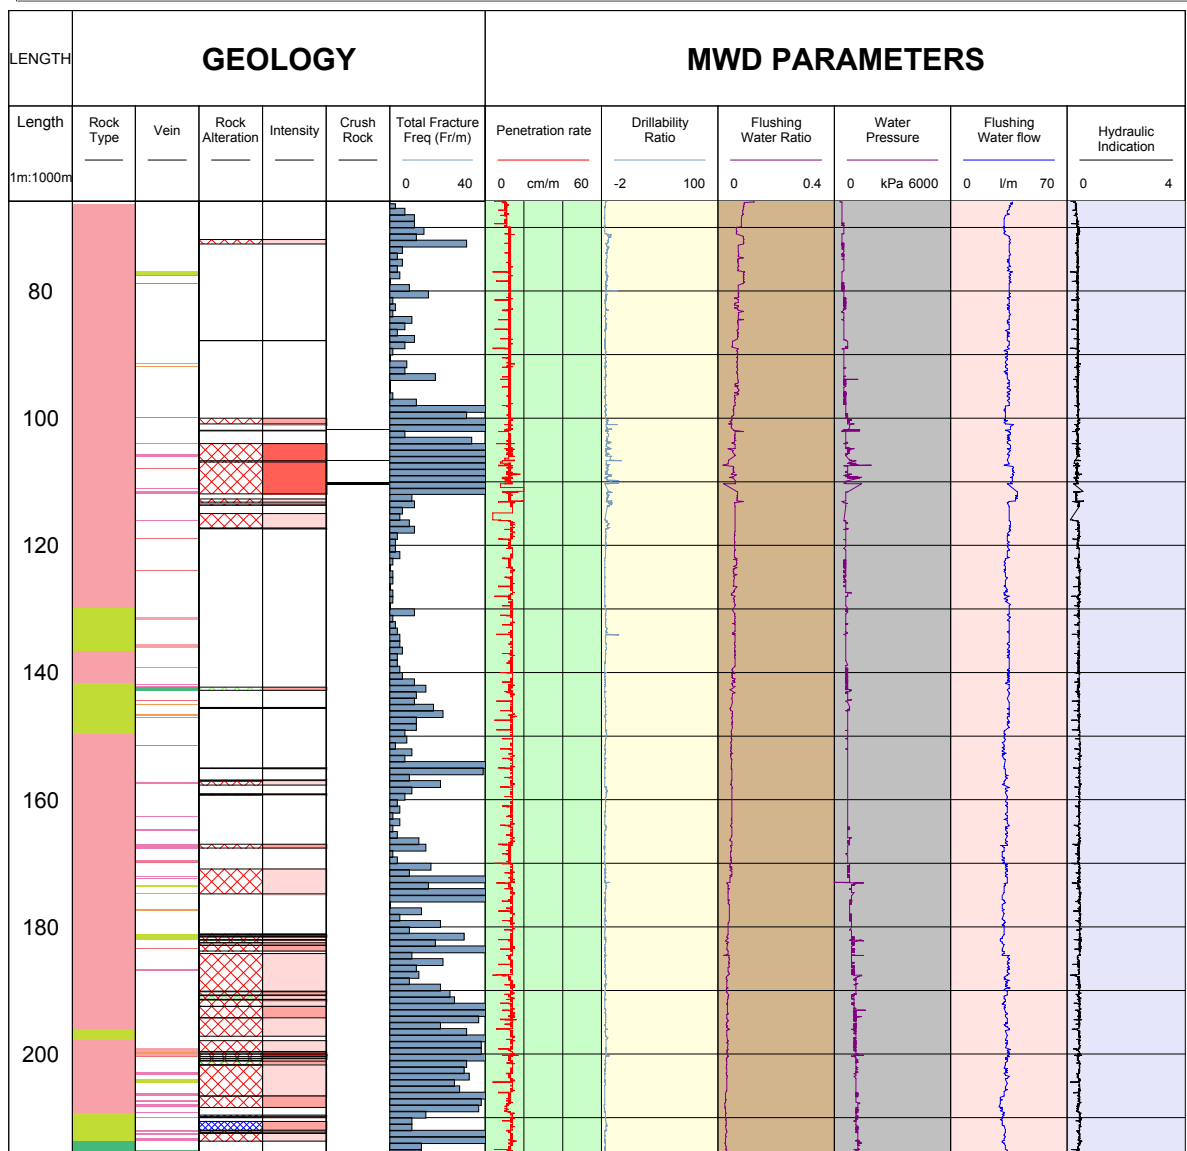 LENGTH
GEOLOGY
MWD PARAMETERS
Length
1m:1000m
Rock
Type
Vein
Rock
Alteration
Intensity
Crush
Rock
Total Fracture
Freq (Fr/m)
0 40
Penetration rate
0 cm/m 60
Drillability
Ratio
-2 100
Flushing
Water Ratio
0 0.4
Water
Pressure
0 kPa 6000
Flushing
Water flow
0 l/m 70
Hydraulic
Indication
0 4
80
100
120
140
160
180
200